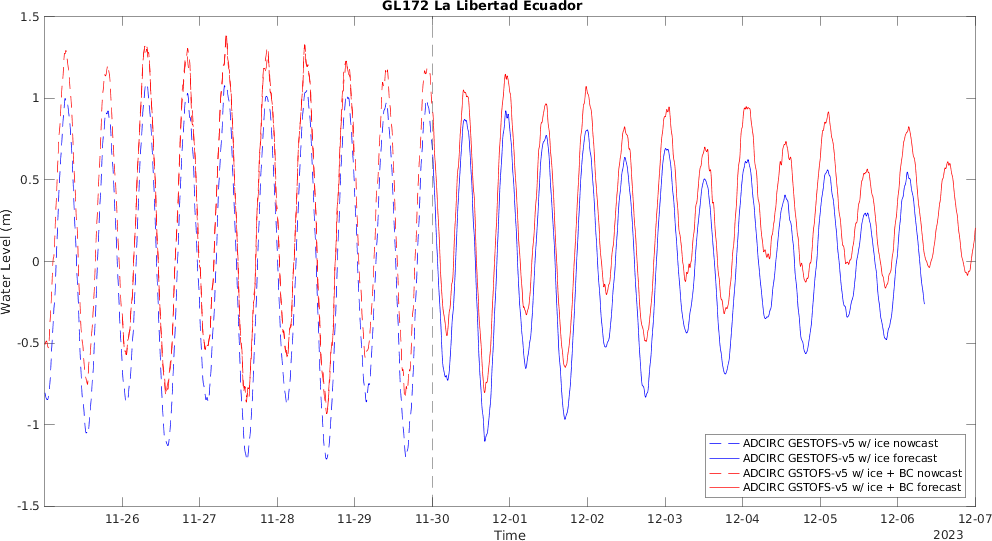 GL172 La Libertad Ecuador
1.5
1
0.5
0
-0.5
-1
-1.5
Water Level (m)
ADCIRC GESTOFS-v5 w/ ice nowcast
ADCIRC GESTOFS-v5 w/ ice forecast
ADCIRC GSTOFS-v5 w/ ice + BC nowcast
ADCIRC GSTOFS-v5 w/ ice + BC forecast
11-26 11-27 11-28 11-29 11-30 12-01 12-02 12-03 12-04 12-05 12-06 12-07
Time
2023